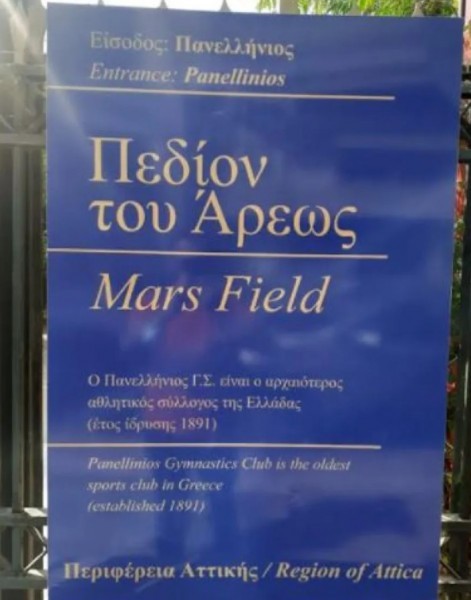 Είσοδος: Πανελλήνιος
Entrance: Panellinios
Πεδίον
του Άρεως
Mars Field
Ο Πανελλήνιος Γ.Σ. είναι ο αρχαιότερος
αθλητικός σύλλογος της Ελλάδας
(έτος ίδρυσης 1891)
Panellinios Gymnastics Club is the oldest
sports club in Greece
(established 1891)
Περιφέρεια Αττικής / Region of Attica